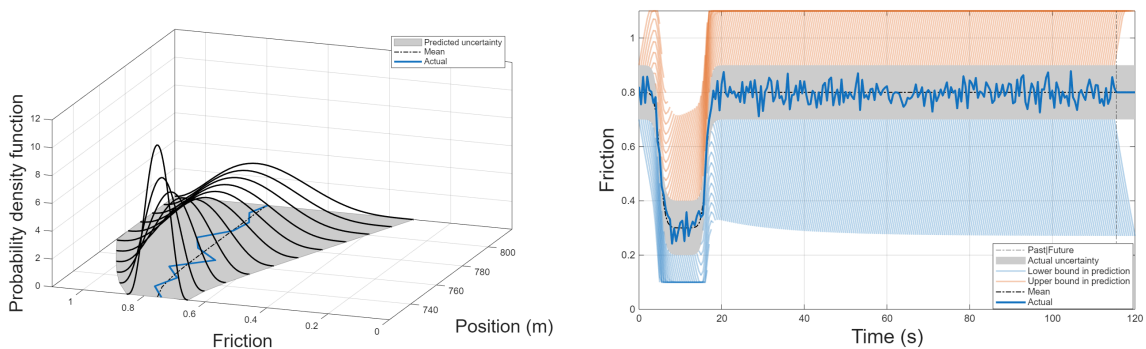 Predicted uncertainty
Mean
Actual
Probability density function
12
10
8
6
4
2
0
1
0.8
0.6
0.4
0.2
0
Friction
740
760
780
800
Position (m)
1
0.8
0.6
0.4
0.2
0
Friction
0
20
40
60
80
100
120
Time (s)
Past|Future
Actual uncertainty
Lower bound in prediction
Upper bound in prediction
Mean
Actual